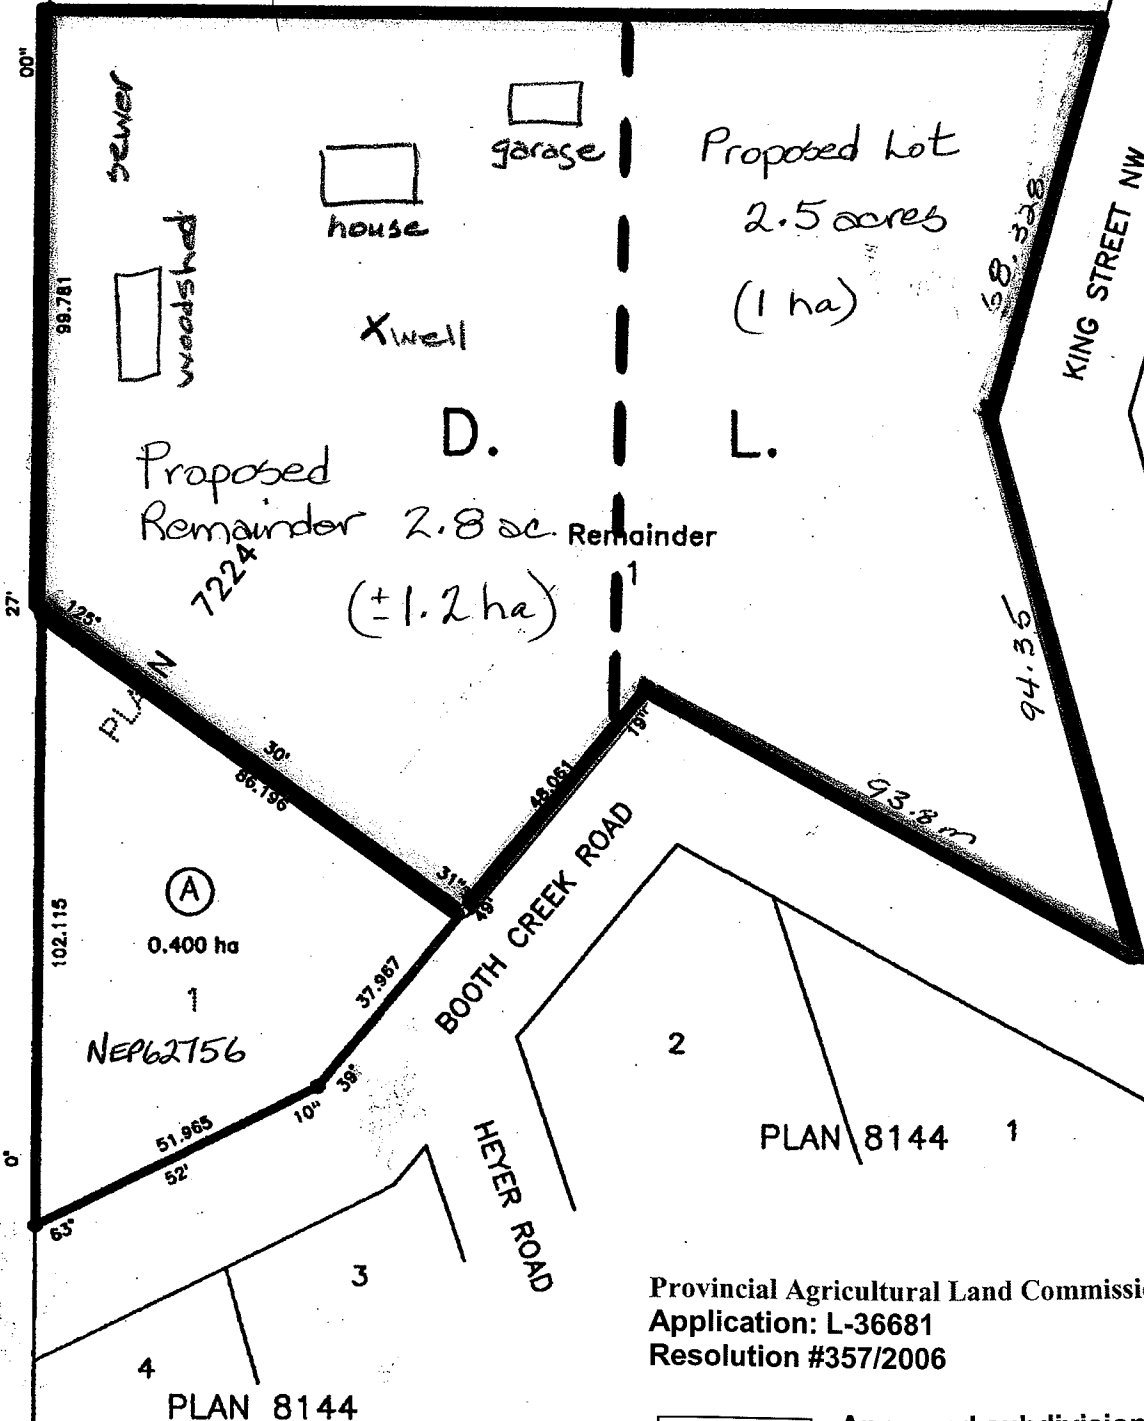 00"
sewer
garage
house
woodshed
99.781
Xwell
Proposed Lot
2.5 acres
(1 ha)
68.328
KING STREET NW
D. L.
Proposed
Remainder 2.8 ac.
(±1.2 ha)
Remainder
1
7224
PLAN
27'
125°
30'
86.196
31"
48.061
19"
49'
94.35
93.8m
BOOTH CREEK ROAD
A
0.400 ha
1
NEP62756
102.115
37.967
39°
10"
51.965
52'
63°
0"
HEYER ROAD
2
PLAN 8144
1
3
4
PLAN 8144
Provincial Agricultural Land Commissi
Application: L-36681
Resolution #357/2006